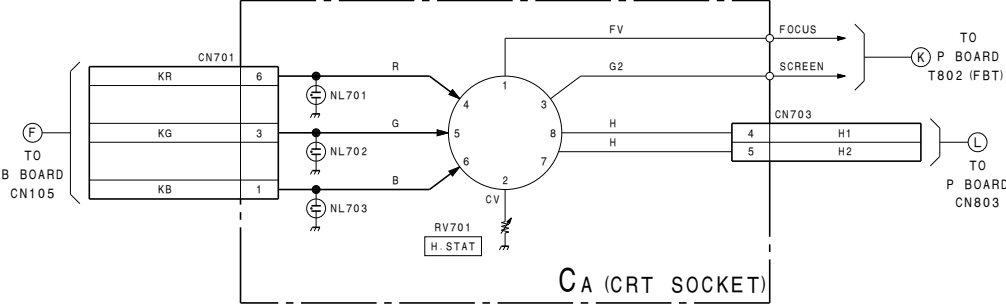 FV
FOCUS
TO
P BOARD
T802 (FBT)
K
CN701
KR 6
R
G2
SCREEN
1
3
4
NL701
CN703
F
KG 3
G
5
8
H
4 H1
H
5 H2
L
TO
B BOARD
CN105
NL702
6
7
TO
P BOARD
CN803
KB 1
B
2
CV
NL703
RV701
H.STAT
CA (CRT SOCKET)